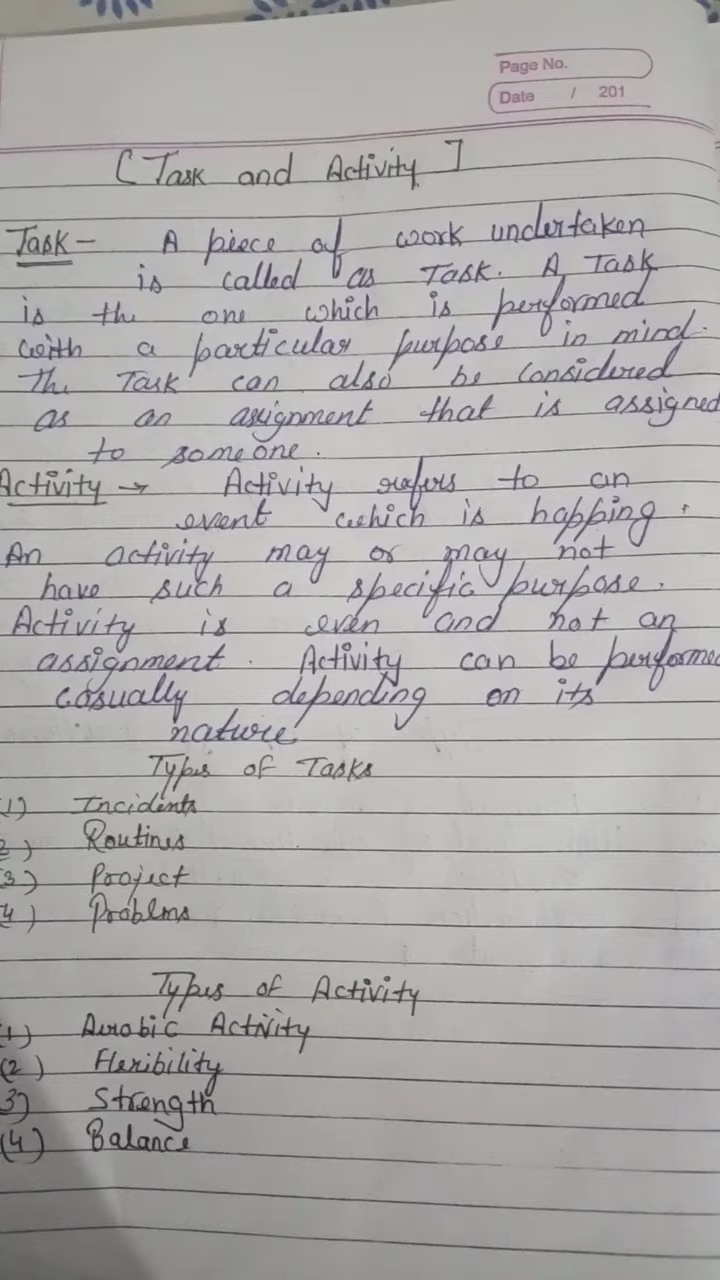 Page No.
Date / 201
[Task and Activity]
Task - A piece of work undertaken
is called as Task. A Task
is the one which is performed
with a particular purpose in mind.
The Task can also be considered
as an assignment that is assigned
to someone.
Activity → Activity refers to an
event which is happing.
An activity may or may not
have such a specific purpose.
Activity is even and not an
assignment. Activity can be performed
casually depending on its
nature.
Types of Tasks
(1) Incidents
2) Routines
(3) Project
4) Problms
Types of Activity
(1) Aerobic Activity
(2) Flexibility
3) Strength
(4) Balance